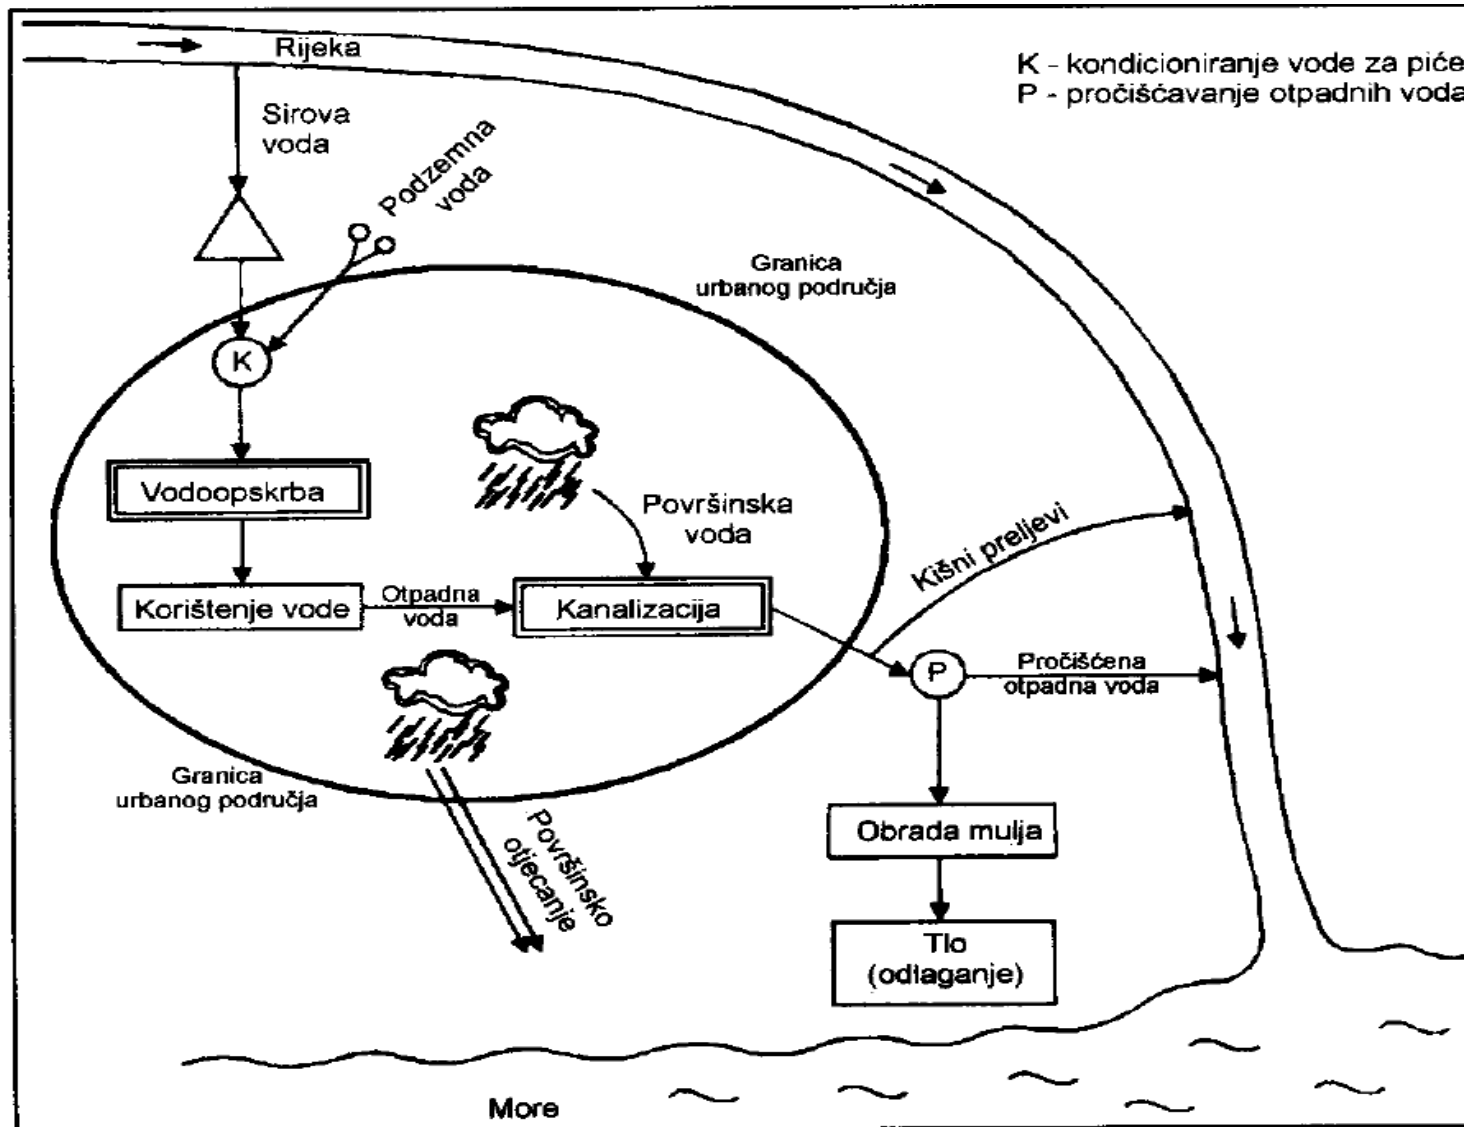 Rijeka
K - kondicioniranje vode za piće
P - pročišćavanje otpadnih voda
Sirova
voda
Podzemna
voda
Granica
urbanog područja
K
Vodoopskrba
Površinska
voda
Kišni preljevi
Korištenje vode
Otpadna
voda
Kanalizacija
P
Pročišćena
otpadna voda
Granica
urbanog područja
Površinsko
otjecanje
Obrada mulja
Tlo
(odlaganje)
More